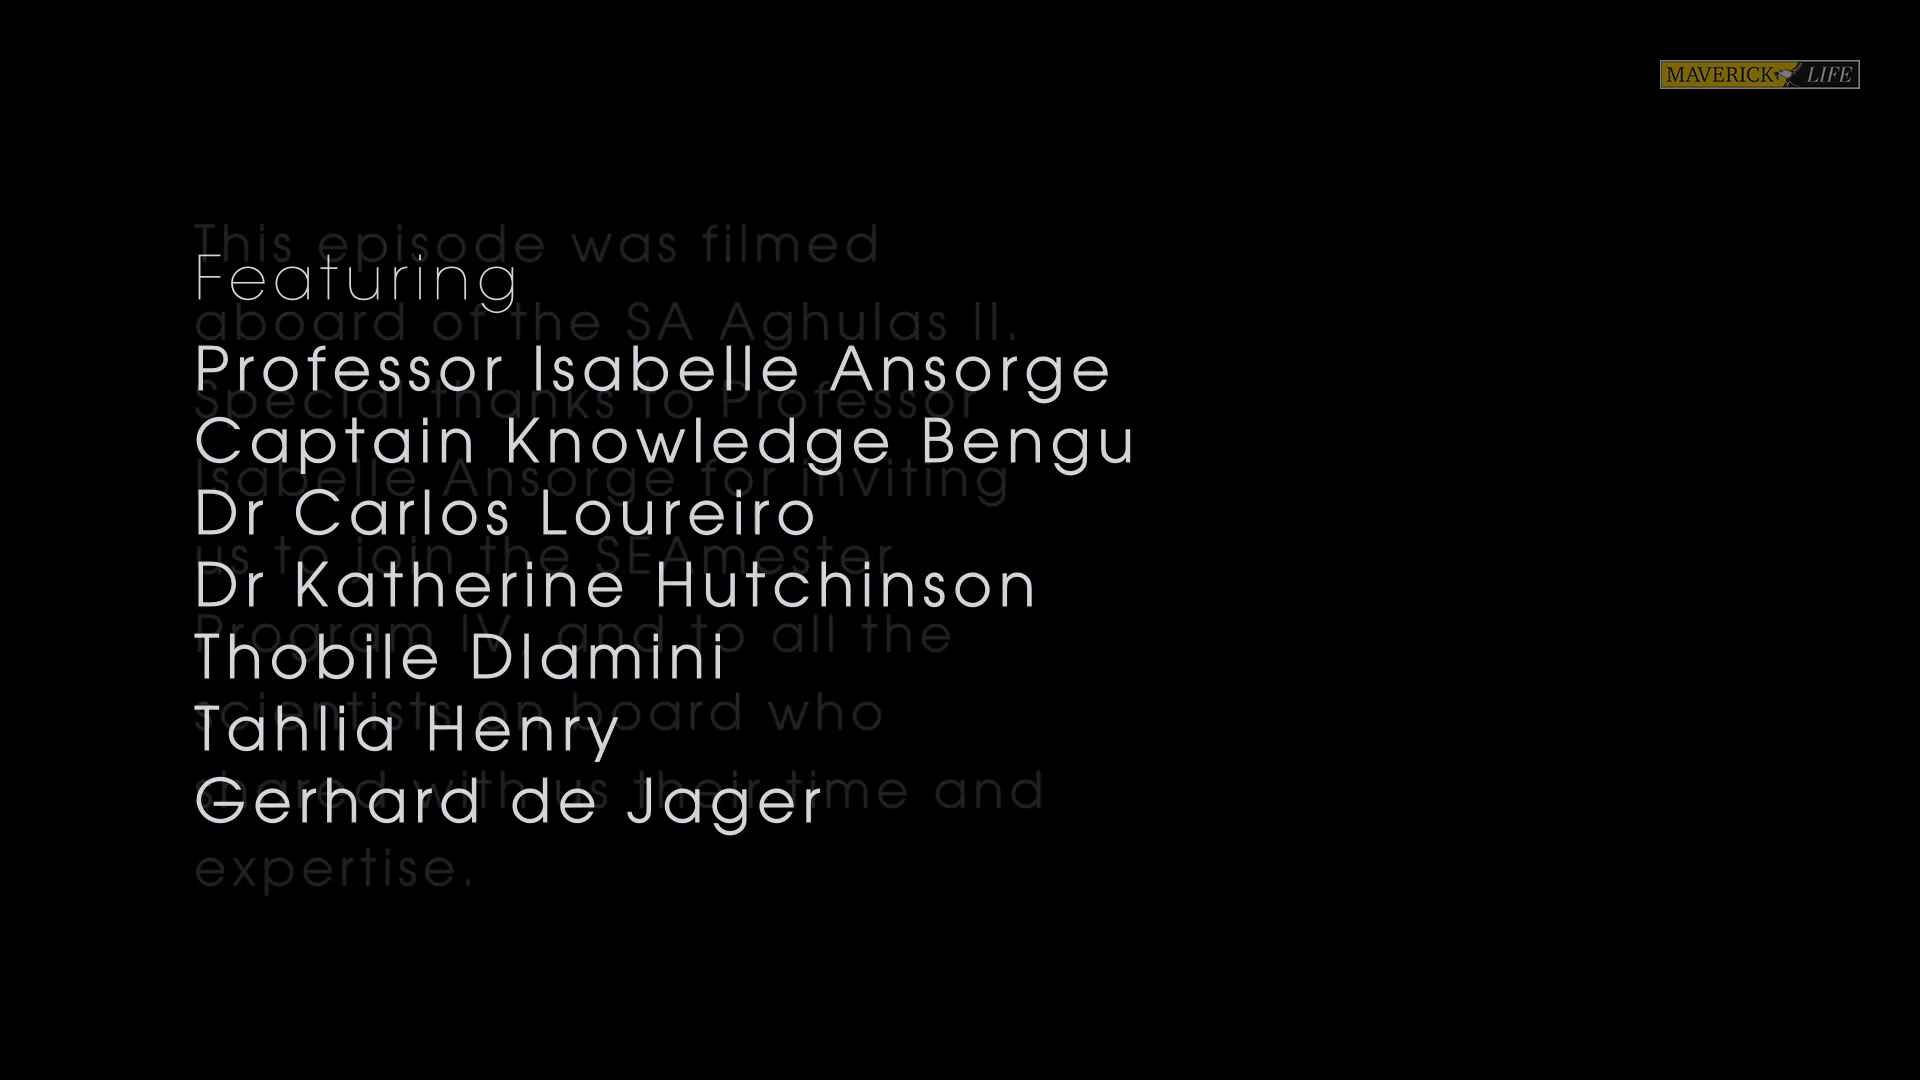 MAVERICK LIFE
This episode was filmed
aboard of the SA Aghulas II.
Special thanks to Professor
Isabelle Ansorge for inviting
us to join the SEAmester
Program IV, and to all the
scientists on board who
shared with us their time and
expertise.
Featuring
Professor Isabelle Ansorge
Captain Knowledge Bengu
Dr Carlos Loureiro
Dr Katherine Hutchinson
Thobile Dlamini
Tahlia Henry
Gerhard de Jager